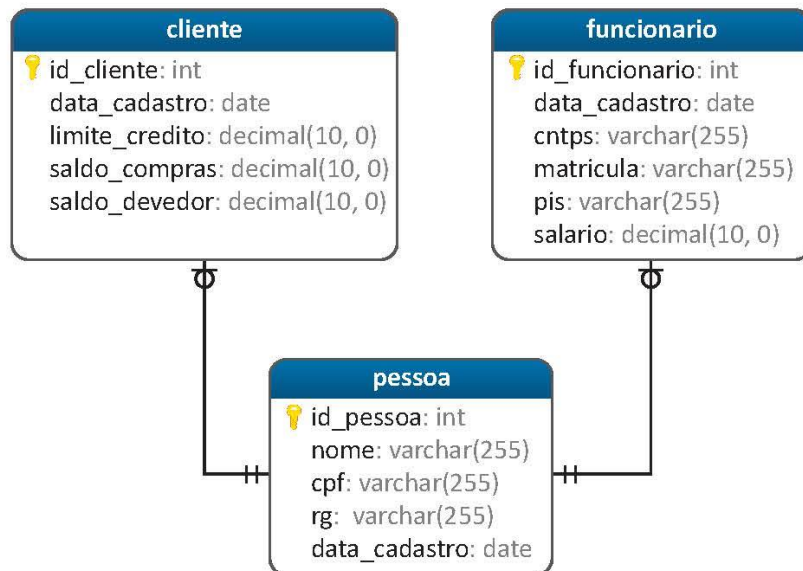 cliente
id_cliente: int
data_cadastro: date
limite_credito: decimal(10, 0)
saldo_compras: decimal(10, 0)
saldo_devedor: decimal(10, 0)
funcionario
id_funcionario: int
data_cadastro: date
cntps: varchar(255)
matricula: varchar(255)
pis: varchar(255)
salario: decimal(10, 0)
pessoa
id_pessoa: int
nome: varchar(255)
cpf: varchar(255)
rg: varchar(255)
data_cadastro: date